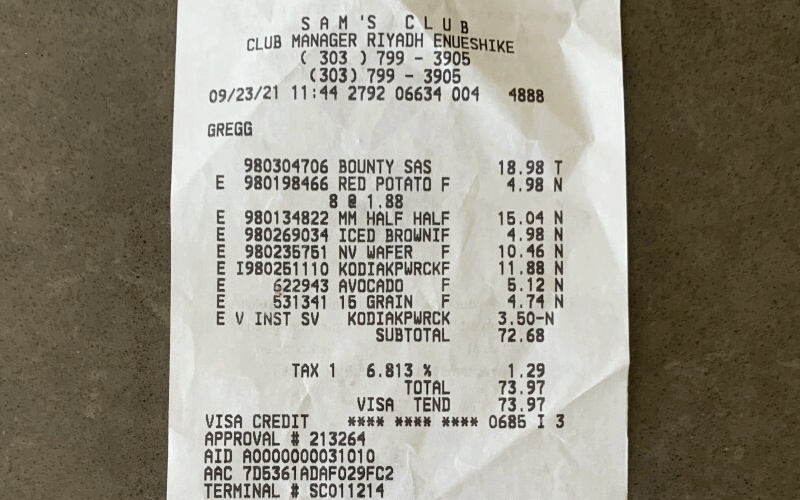 SAM'S CLUB
CLUB MANAGER RIYADH ENUESHIKE
( 303 ) 799 - 3905
(303) 799 - 3905
09/23/21 11:44 2792 06634 004 4888
GREGG
980304706 BOUNTY SAS 18.98 T
E 980198466 RED POTATO F 4.98 N
8 @ 1.88
E 980134822 MM HALF HALF 15.04 N
E 980269034 ICED BROWNIF 4.98 N
E 980235751 NV WAFER F 10.46 N
E I980251110 KODIAKPWRCKF 11.88 N
E 622943 AVOCADO F 5.12 N
E 531341 15 GRAIN F 4.74 N
E V INST SV KODIAKPWRCK 3.50-N
SUBTOTAL 72.68
TAX 1 6.813 % 1.29
TOTAL 73.97
VISA TEND 73.97
VISA CREDIT **** **** **** 0685 I 3
APPROVAL # 213264
AID A0000000031010
AAC 7D5361ADAF029FC2
TERMINAL # SC011214